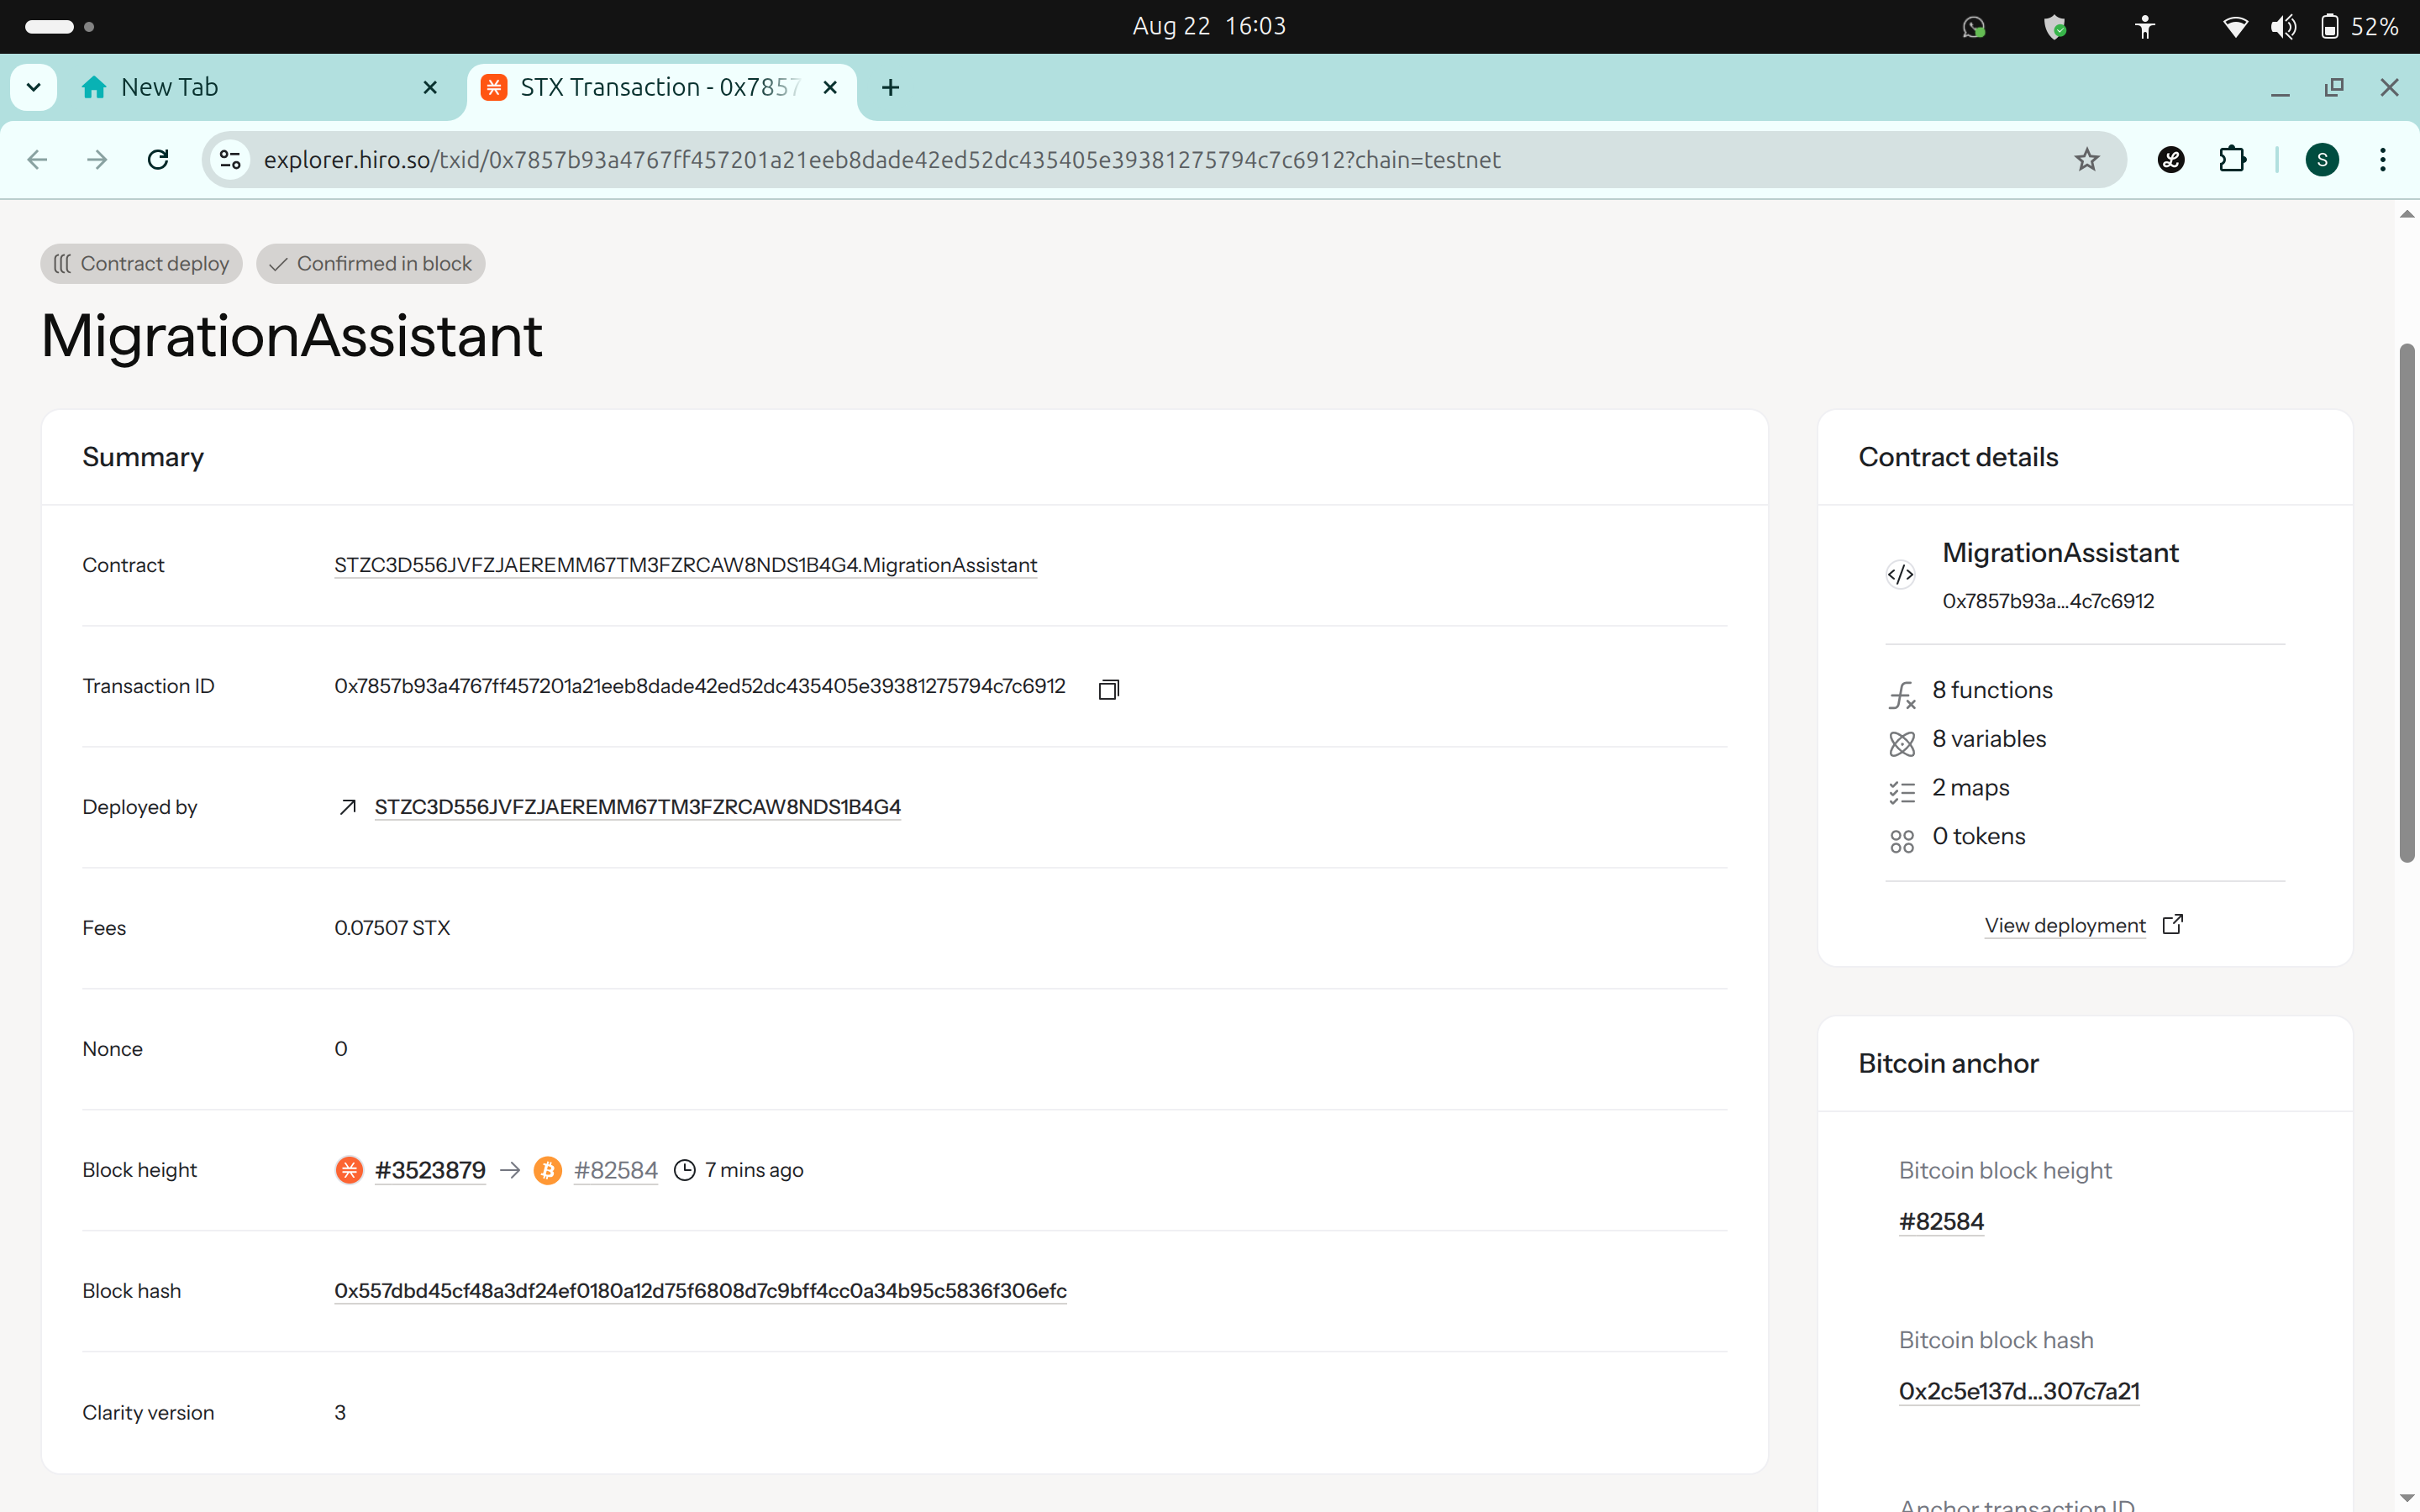 Aug 22 16:03
52%
New Tab
STX Transaction - 0x7857
explorer.hiro.so/txid/0x7857b93a4767ff457201a21eeb8dade42ed52dc435405e39381275794c7c6912?chain=testnet
S
Contract deploy
Confirmed in block
MigrationAssistant
Summary
Contract STZC3D556JVFZJAEREMM67TM3FZRCAW8NDS1B4G4.MigrationAssistant
Transaction ID 0x7857b93a4767ff457201a21eeb8dade42ed52dc435405e39381275794c7c6912
Deployed by STZC3D556JVFZJAEREMM67TM3FZRCAW8NDS1B4G4
Fees 0.07507 STX
Nonce 0
Block height #3523879 → #82584 7 mins ago
Block hash 0x557dbd45cf48a3df24ef0180a12d75f6808d7c9bff4cc0a34b95c5836f306efc
Clarity version 3
Contract details
MigrationAssistant
0x7857b93a...4c7c6912
8 functions
8 variables
2 maps
0 tokens
View deployment
Bitcoin anchor
Bitcoin block height
#82584
Bitcoin block hash
0x2c5e137d...307c7a21
Anchor transaction ID